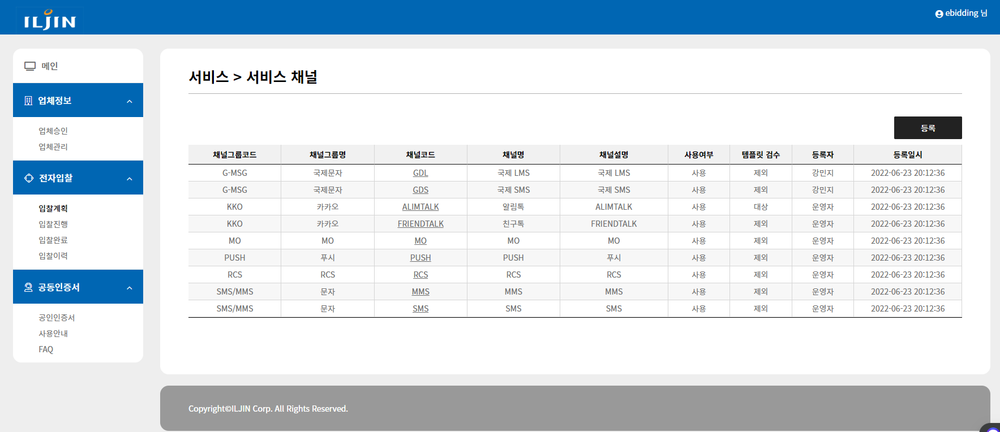 ILJIN
ebidding 님
메인
업체정보
업체승인
업체관리
전자입찰
입찰계획
입찰진행
입찰완료
입찰이력
공동인증서
공인인증서
사용안내
FAQ
서비스 > 서비스 채널
등록
채널그룹코드 채널그룹명 채널코드 채널명 채널설명 사용여부 템플릿 검수 등록자 등록일시
G-MSG 국제문자 GDL 국제 LMS 국제 LMS 사용 제외 강민지 2022-06-23 20:12:36
G-MSG 국제문자 GDS 국제 SMS 국제 SMS 사용 제외 강민지 2022-06-23 20:12:36
KKO 카카오 ALIMTALK 알림톡 ALIMTALK 사용 대상 운영자 2022-06-23 20:12:36
KKO 카카오 FRIENDTALK 친구톡 FRIENDTALK 사용 제외 운영자 2022-06-23 20:12:36
MO MO MO MO MO 사용 제외 운영자 2022-06-23 20:12:36
PUSH 푸시 PUSH PUSH 푸시 사용 제외 운영자 2022-06-23 20:12:36
RCS RCS RCS RCS RCS 사용 제외 운영자 2022-06-23 20:12:36
SMS/MMS 문자 MMS MMS MMS 사용 제외 운영자 2022-06-23 20:12:36
SMS/MMS 문자 SMS SMS SMS 사용 제외 운영자 2022-06-23 20:12:36
Copyright©ILJIN Corp. All Rights Reserved.